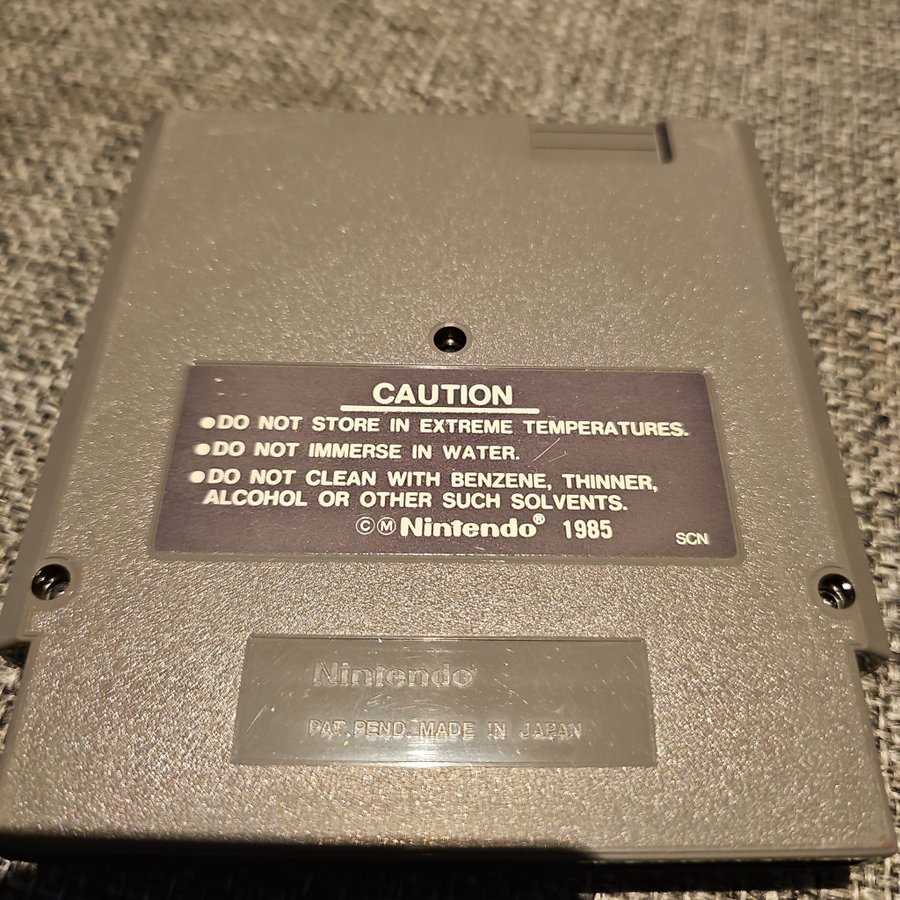 CAUTION
●DO NOT STORE IN EXTREME TEMPERATURES.
●DO NOT IMMERSE IN WATER.
●DO NOT CLEAN WITH BENZENE, THINNER,
ALCOHOL OR OTHER SUCH SOLVENTS.
©Ⓜ Nintendo® 1985
SCN
Nintendo®
PAT. PEND. MADE IN JAPAN